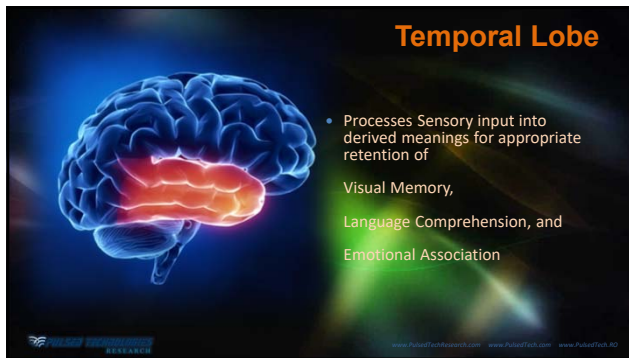 Temporal Lobe
• Processes Sensory input into
derived meanings for appropriate
retention of
Visual Memory,
Language Comprehension, and
Emotional Association
PULSED TECHNOLOGIES
RESEARCH
www.PulsedTechResearch.com www.PulsedTech.com www.PulsedTech.RO